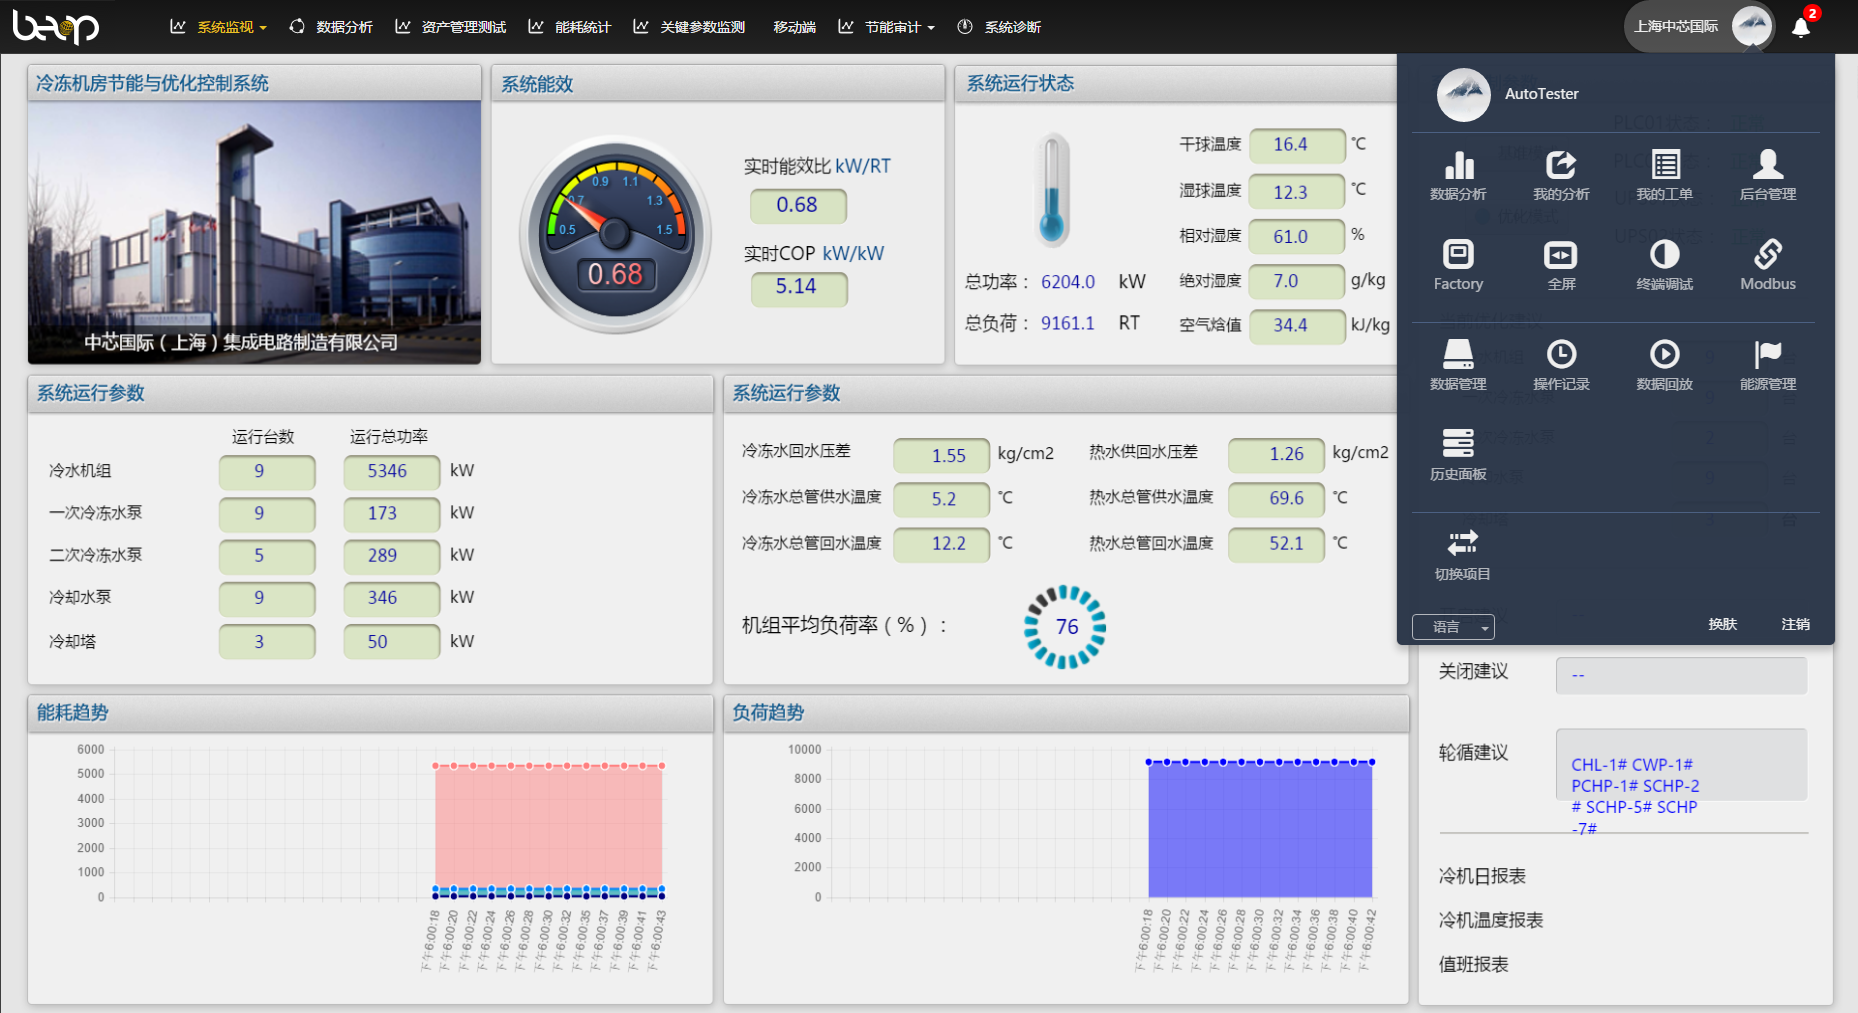 beop
系统监视
数据分析
资产管理测试
能耗统计
关键参数监测
移动端
节能审计
系统诊断
上海中芯国际
2
冷冻机房节能与优化控制系统
中芯国际（上海）集成电路制造有限公司
系统能效
0.5
0.7
0.9
1.1
1.3
1.5
0.68
实时能效比 kW/RT
0.68
实时COP kW/kW
5.14
系统运行状态
干球温度 16.4 ℃
湿球温度 12.3 ℃
相对湿度 61.0 %
绝对湿度 7.0 g/kg
空气焓值 34.4 kJ/kg
总功率： 6204.0 kW
总负荷： 9161.1 RT
AutoTester
数据分析 我的分析 我的工单 后台管理
Factory 全屏 终端调试 Modbus
数据管理 操作记录 数据回放 能源管理
历史面板
切换项目
语言 换肤 注销
系统运行参数
运行台数 运行总功率
冷水机组 9 5346 kW
一次冷冻水泵 9 173 kW
二次冷冻水泵 5 289 kW
冷却水泵 9 346 kW
冷却塔 3 50 kW
系统运行参数
冷冻水回水压差 1.55 kg/cm2 热水供回水压差 1.26 kg/cm2
冷冻水总管供水温度 5.2 ℃ 热水总管供水温度 69.6 ℃
冷冻水总管回水温度 12.2 ℃ 热水总管回水温度 52.1 ℃
机组平均负荷率（%）： 76
能耗趋势
6000
5000
4000
3000
2000
1000
0
下午6:00:18
下午6:00:20
下午6:00:22
下午6:00:24
下午6:00:26
下午6:00:28
下午6:00:30
下午6:00:32
下午6:00:35
下午6:00:37
下午6:00:39
下午6:00:41
下午6:00:43
负荷趋势
10000
8000
6000
4000
2000
0
下午6:00:18
下午6:00:20
下午6:00:22
下午6:00:24
下午6:00:26
下午6:00:28
下午6:00:30
下午6:00:32
下午6:00:34
下午6:00:36
下午6:00:38
下午6:00:40
下午6:00:42
关闭建议 --
轮循建议
CHL-1# CWP-1#
PCHP-1# SCHP-2
# SCHP-5# SCHP
-7#
冷机日报表
冷机温度报表
值班报表